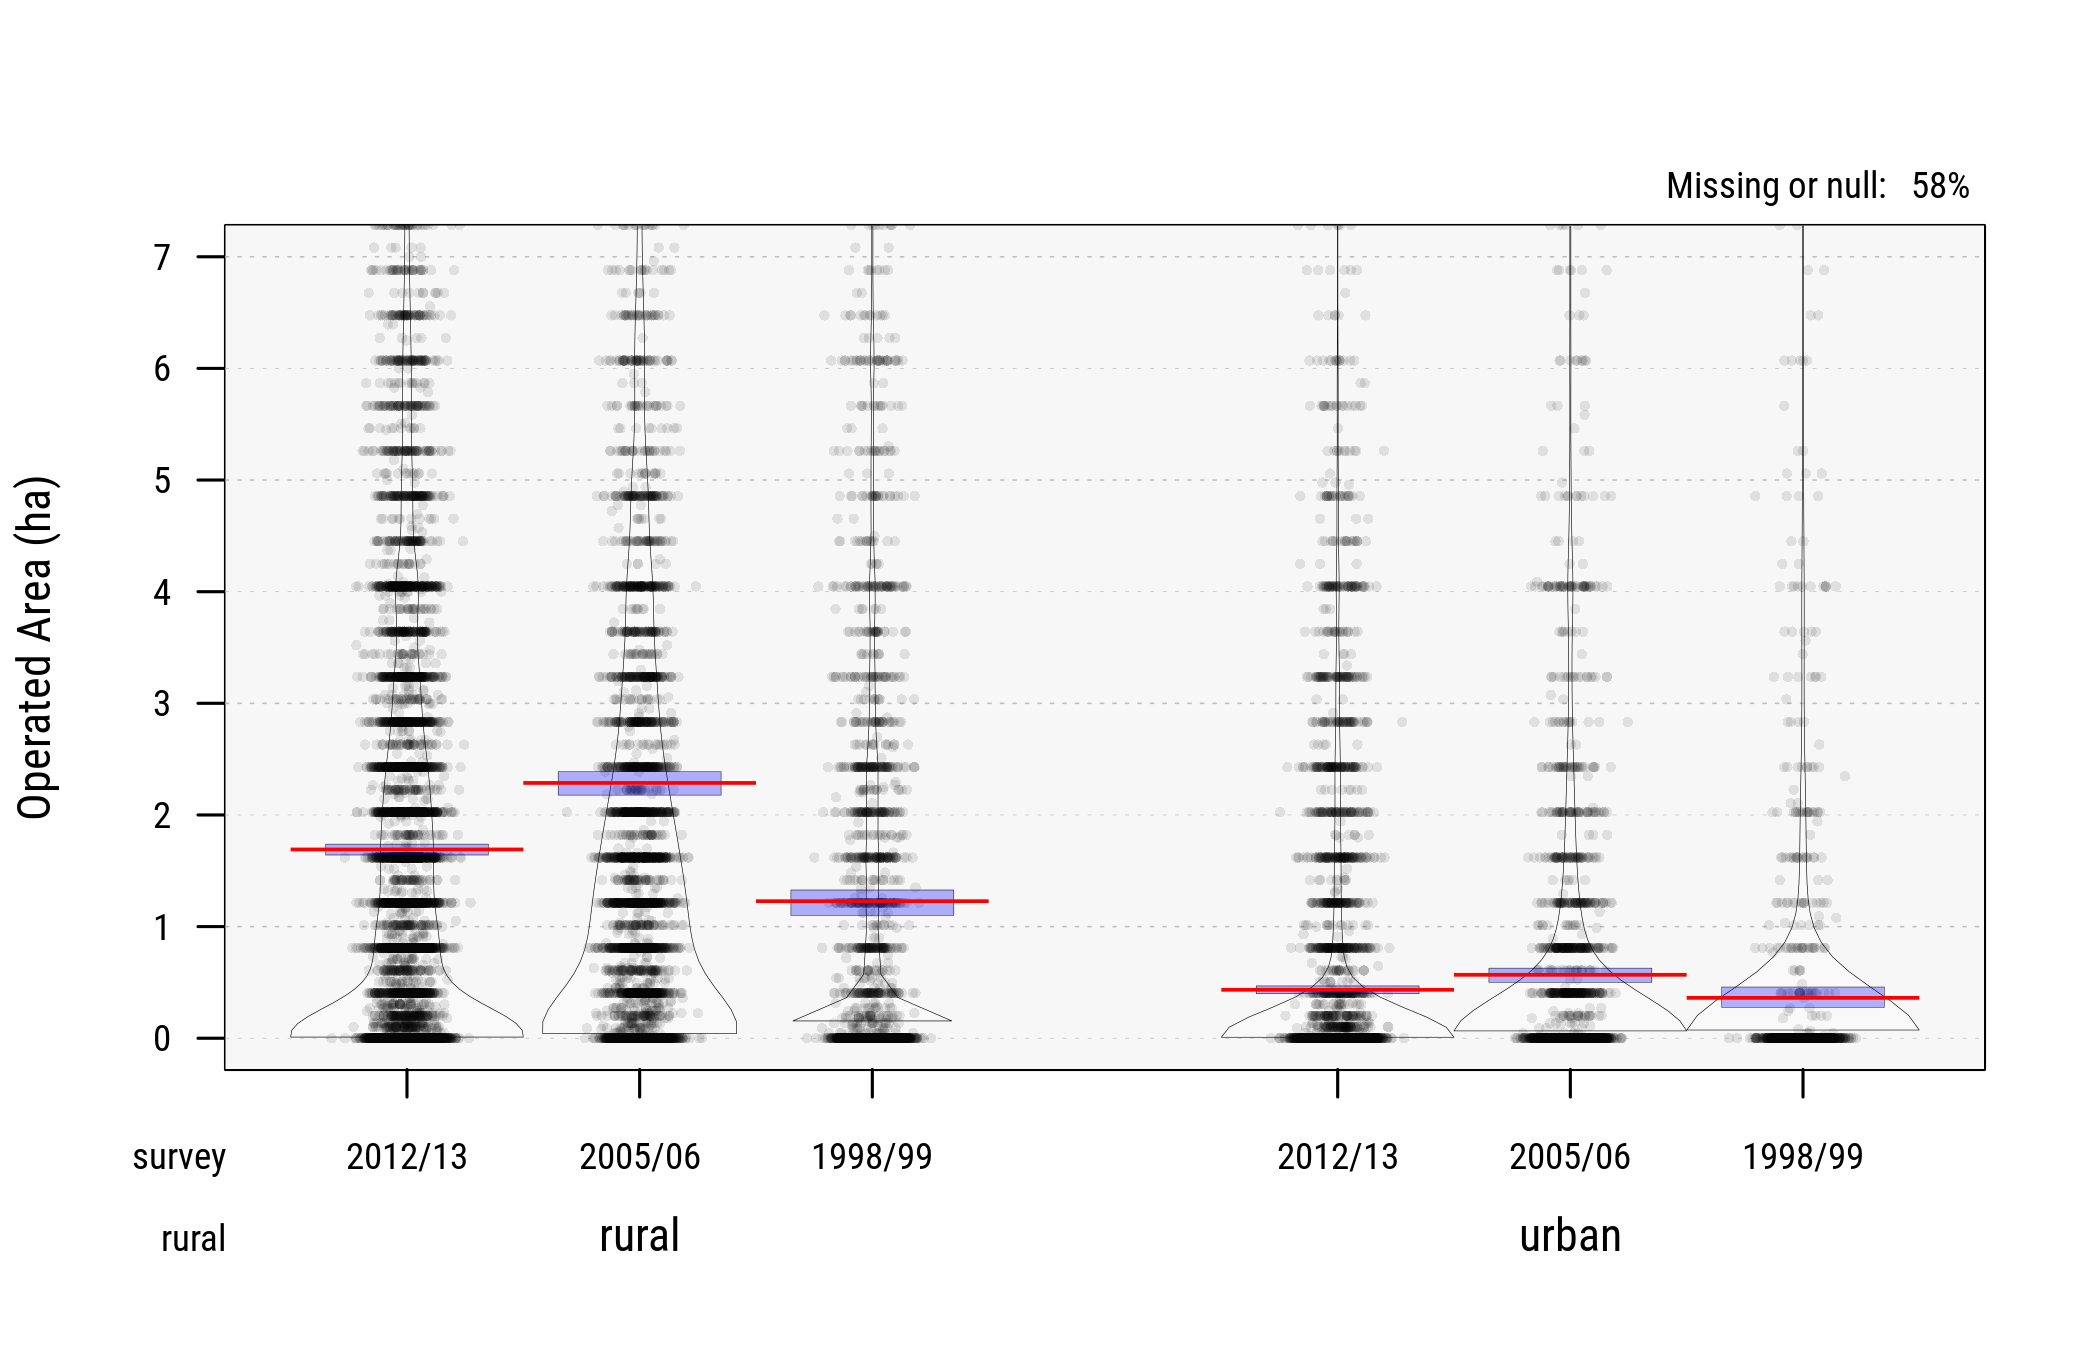 Missing or null: 58%
Operated Area (ha)
7
6
5
4
3
2
1
0
survey 2012/13 2005/06 1998/99 2012/13 2005/06 1998/99
rural rural urban